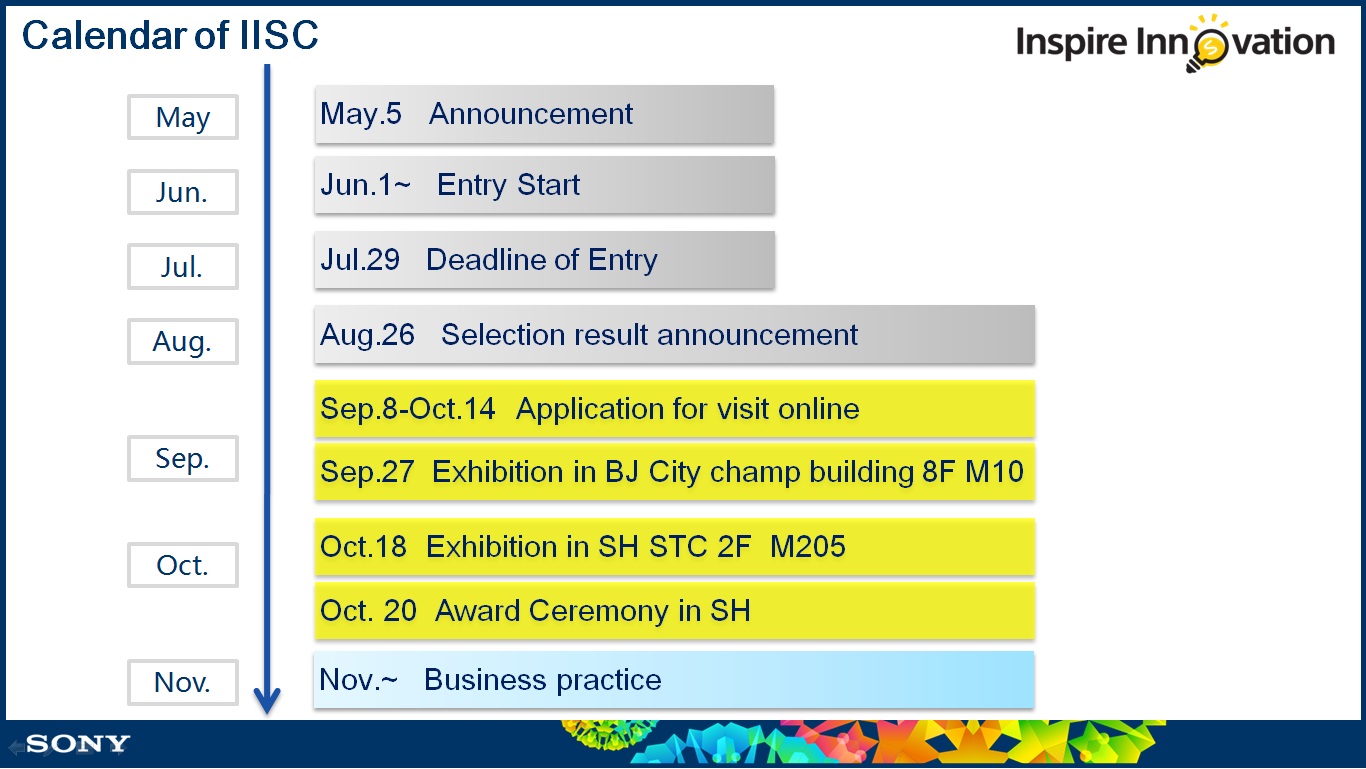 Calendar of IISC
Inspire Innovation
May
May.5 Announcement
Jun.
Jun.1~ Entry Start
Jul.
Jul.29 Deadline of Entry
Aug.
Aug.26 Selection result announcement
Sep.8-Oct.14 Application for visit online
Sep.
Sep.27 Exhibition in BJ City champ building 8F M10
Oct.18 Exhibition in SH STC 2F M205
Oct.
Oct. 20 Award Ceremony in SH
Nov.
Nov.~ Business practice
SONY